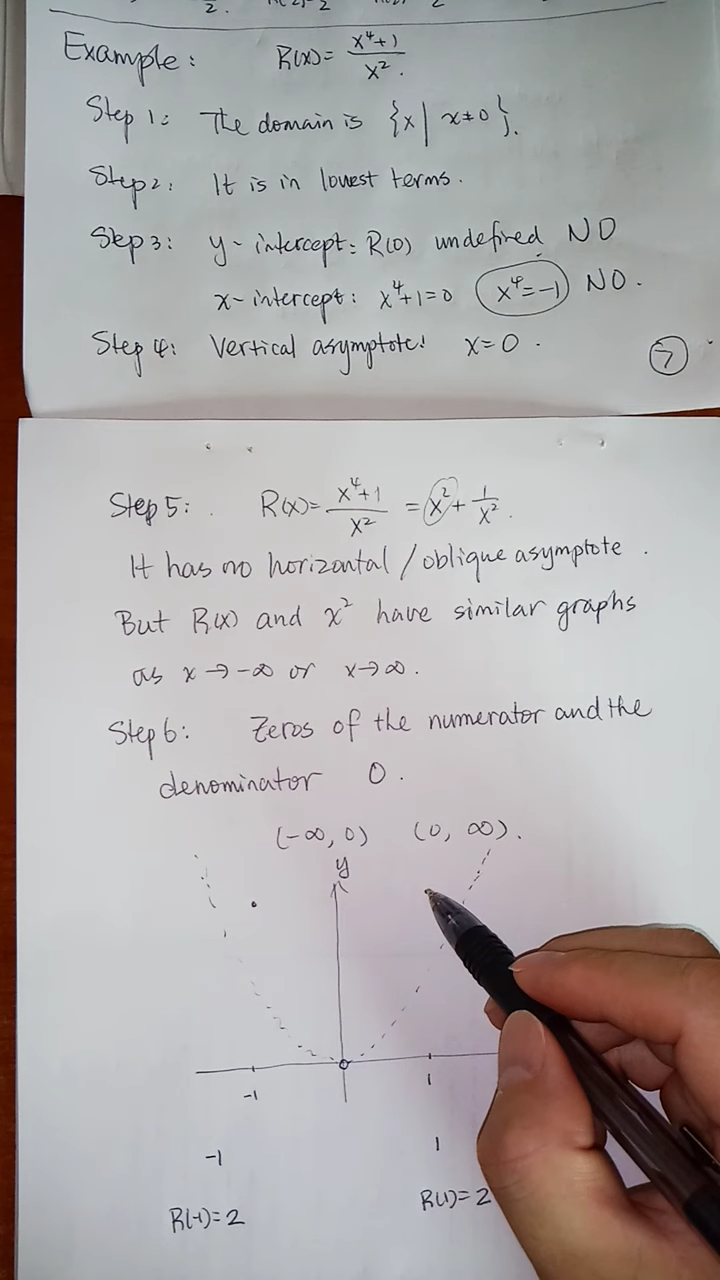 Example: R(x)= x⁴+1 / x².
Step 1: The domain is {x | x≠0}.
Step2: It is in lowest terms.
Step 3: y-intercept: R(0) undefined NO
x-intercept: x⁴+1=0 x⁴=-1 NO.
Step 4: Vertical asymptote: x=0.
7
Step 5: R(x)= x⁴+1 / x² = x² + 1/x².
It has no horizontal/oblique asymptote.
But R(x) and x² have similar graphs
as x→-∞ or x→∞.
Step 6: Zeros of the numerator and the
denominator 0.
(-∞, 0) (0, ∞).
y
-1 1
-1 1
R(-1)=2 R(1)=2